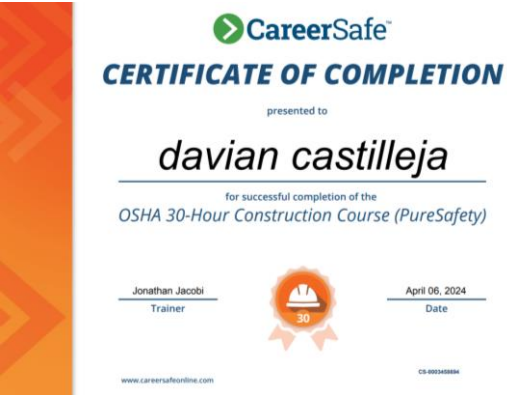 CareerSafe™
CERTIFICATE OF COMPLETION
presented to
davian castilleja
for successful completion of the
OSHA 30-Hour Construction Course (PureSafety)
Jonathan Jacobi
Trainer
30
April 06, 2024
Date
www.careersafeonline.com